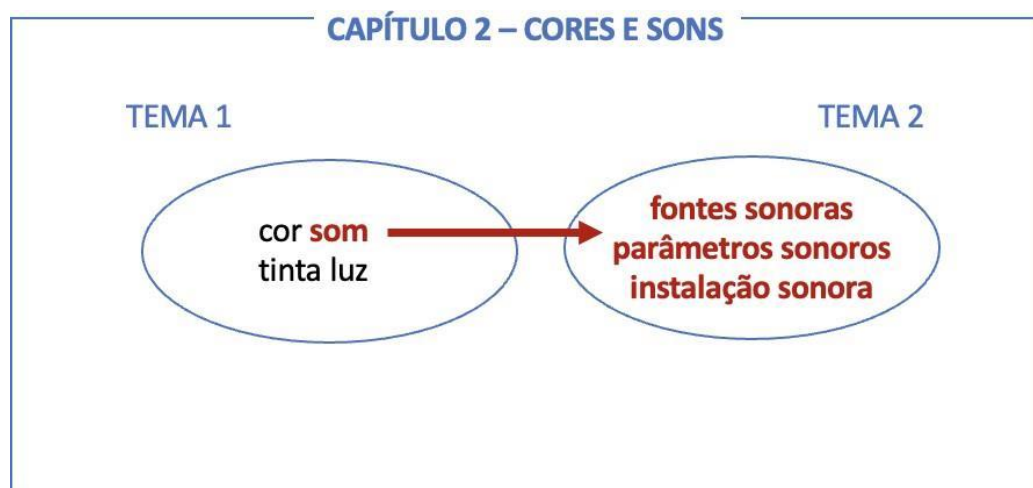 CAPÍTULO 2 – CORES E SONS
TEMA 1
TEMA 2
cor som
tinta luz
fontes sonoras
parâmetros sonoros
instalação sonora